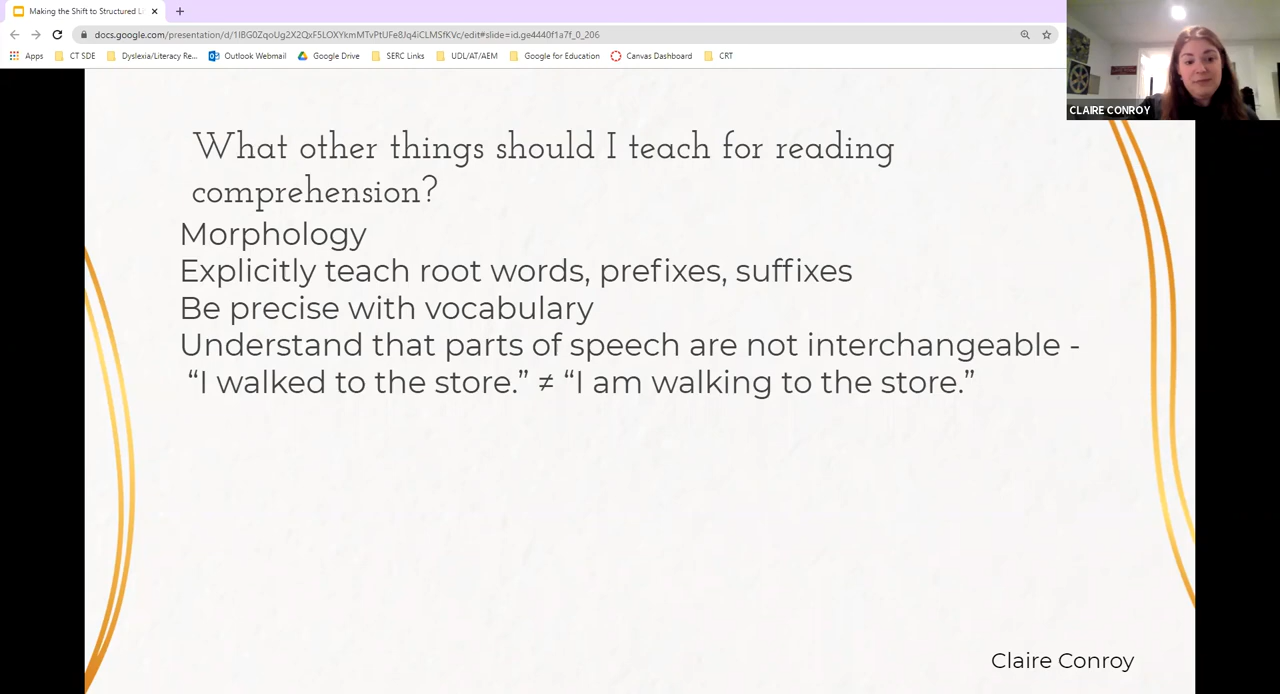 Making the Shift to Structured Li
docs.google.com/presentation/d/1IBG0ZqoUg2X2QxF5LOXYkmMTvPtUFe8Jq4iCLMSfKVc/edit#slide=id.ge4440f1a7f_0_206
Apps CT SDE Dyslexia/Literacy Re... Outlook Webmail Google Drive SERC Links UDL/AT/AEM Google for Education Canvas Dashboard CRT
CLAIRE CONROY
What other things should I teach for reading
comprehension?
Morphology
Explicitly teach root words, prefixes, suffixes
Be precise with vocabulary
Understand that parts of speech are not interchangeable -
“I walked to the store.” ≠ “I am walking to the store.”
Claire Conroy